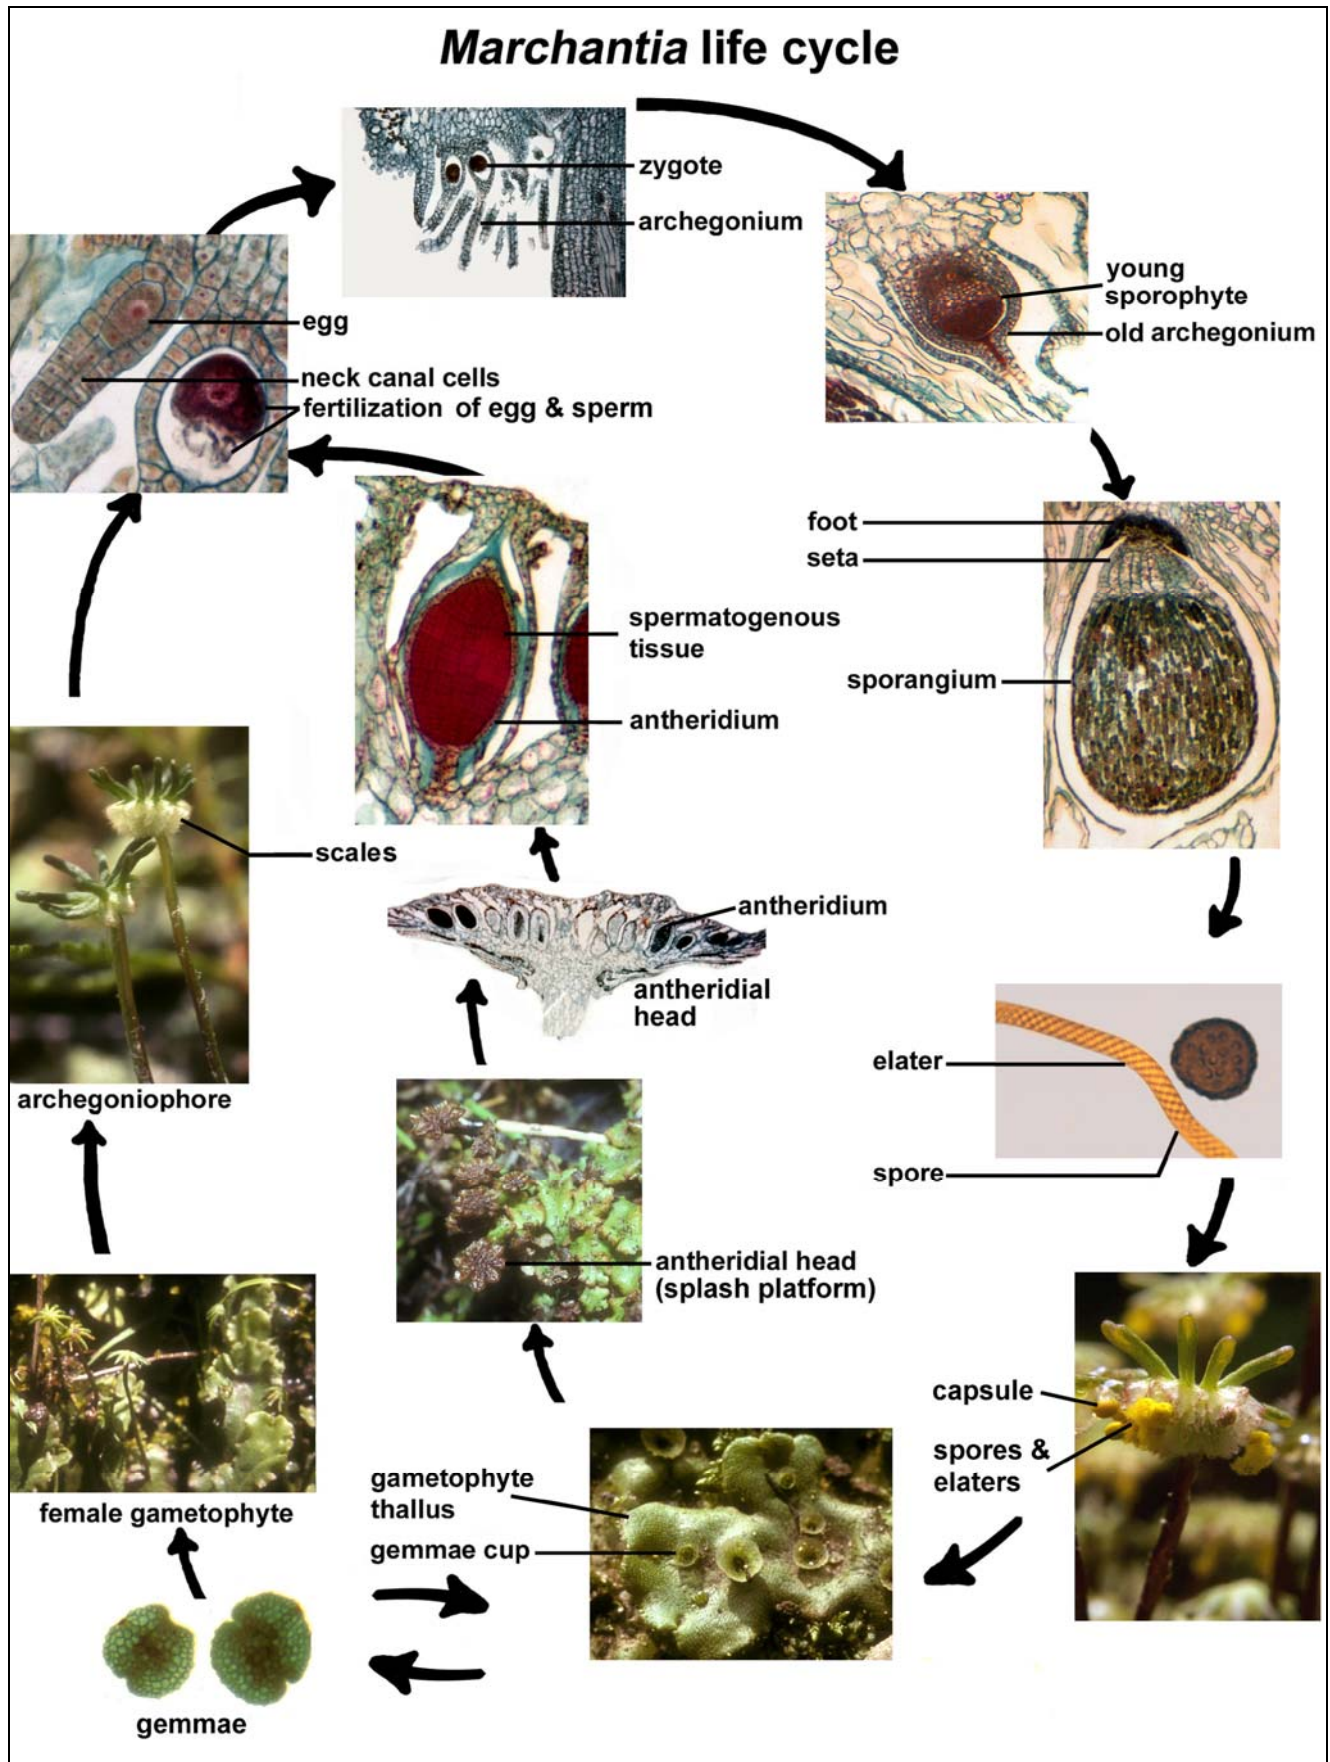 Marchantia life cycle
zygote
archegonium
young
sporophyte
old archegonium
egg
neck canal cells
fertilization of egg & sperm
foot
seta
sporangium
spermatogenous
tissue
antheridium
scales
archegoniophore
antheridium
antheridial
head
elater
spore
antheridial head
(splash platform)
capsule
spores &
elaters
gametophyte
thallus
gemmae cup
female gametophyte
gemmae